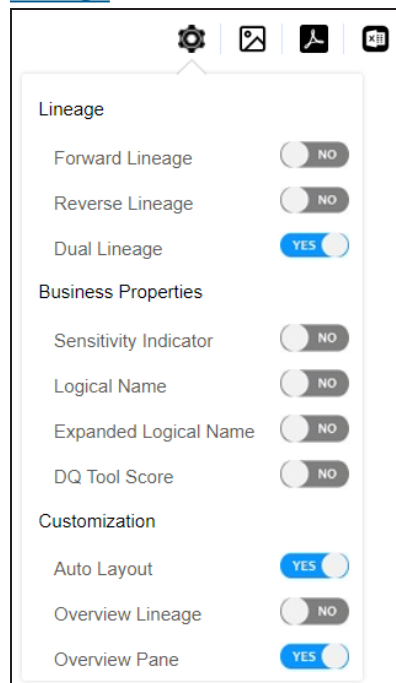 Lineage
Forward Lineage NO
Reverse Lineage NO
Dual Lineage YES
Business Properties
Sensitivity Indicator NO
Logical Name NO
Expanded Logical Name NO
DQ Tool Score NO
Customization
Auto Layout YES
Overview Lineage NO
Overview Pane YES